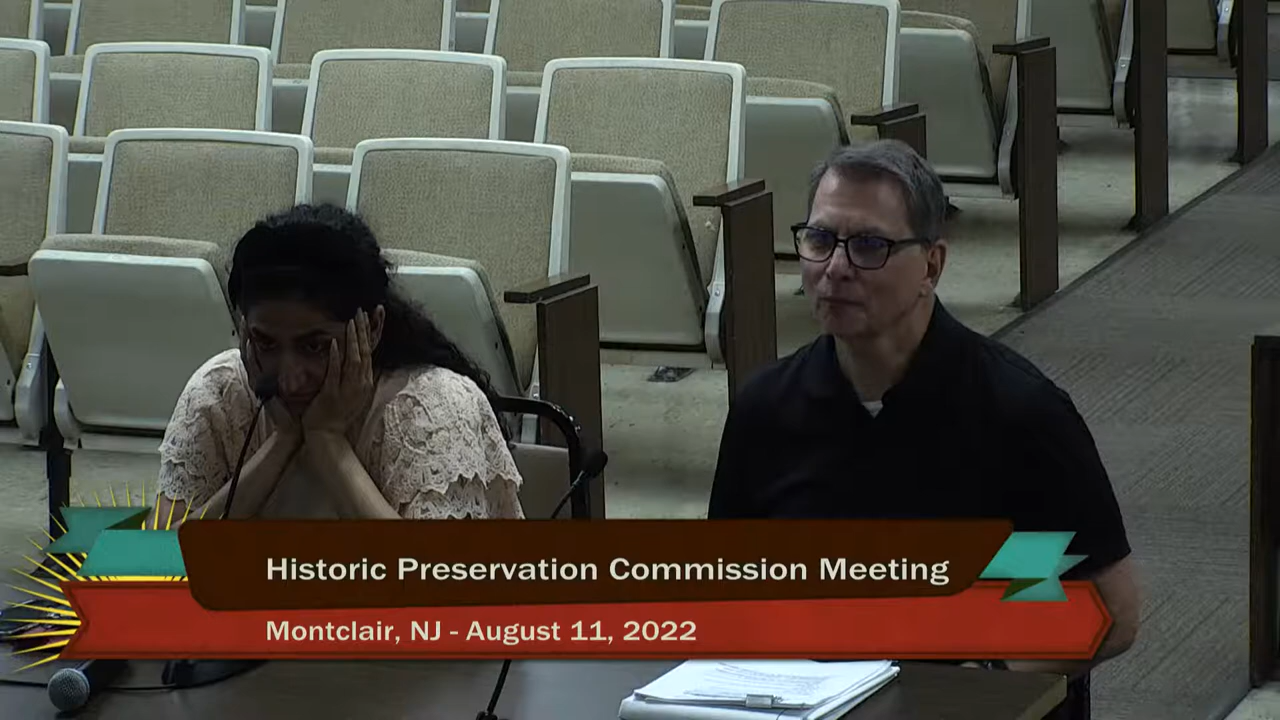 Historic Preservation Commission Meeting
Montclair, NJ - August 11, 2022